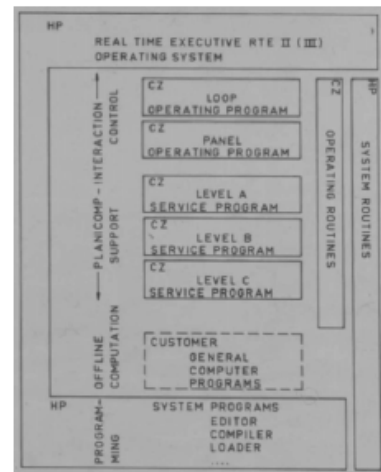 HP
REAL TIME EXECUTIVE RTE II (III)
OPERATING SYSTEM
PLANICOMP-INTERACTION
CONTROL
SUPPORT
OFFLINE
COMPUTATION
PROGRAM-
MING
CZ
LOOP
OPERATING PROGRAM
CZ
PANEL
OPERATING PROGRAM
CZ
LEVEL A
SERVICE PROGRAM
CZ
LEVEL B
SERVICE PROGRAM
CZ
LEVEL C
SERVICE PROGRAM
CUSTOMER
GENERAL
COMPUTER
PROGRAMS
CZ
OPERATING ROUTINES
HP
SYSTEM ROUTINES
HP
SYSTEM PROGRAMS
EDITOR
COMPILER
LOADER
....